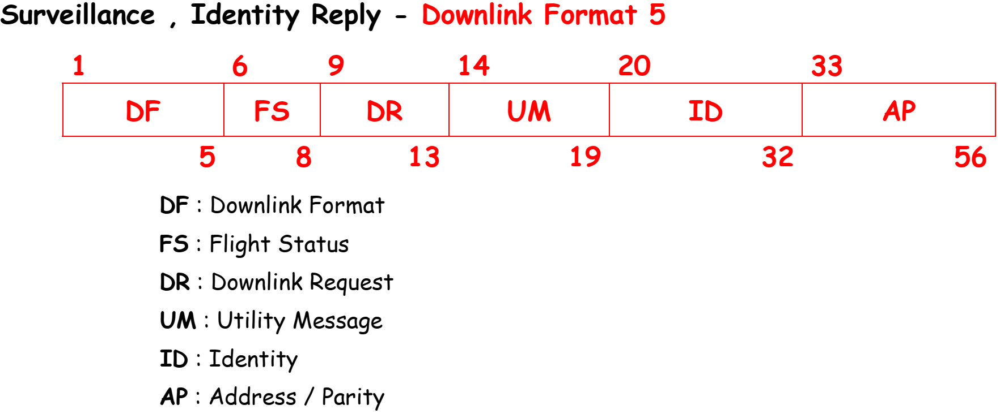 Surveillance , Identity Reply - Downlink Format 5
1 6 9 14 20 33
DF FS DR UM ID AP
5 8 13 19 32 56
DF : Downlink Format
FS : Flight Status
DR : Downlink Request
UM : Utility Message
ID : Identity
AP : Address / Parity